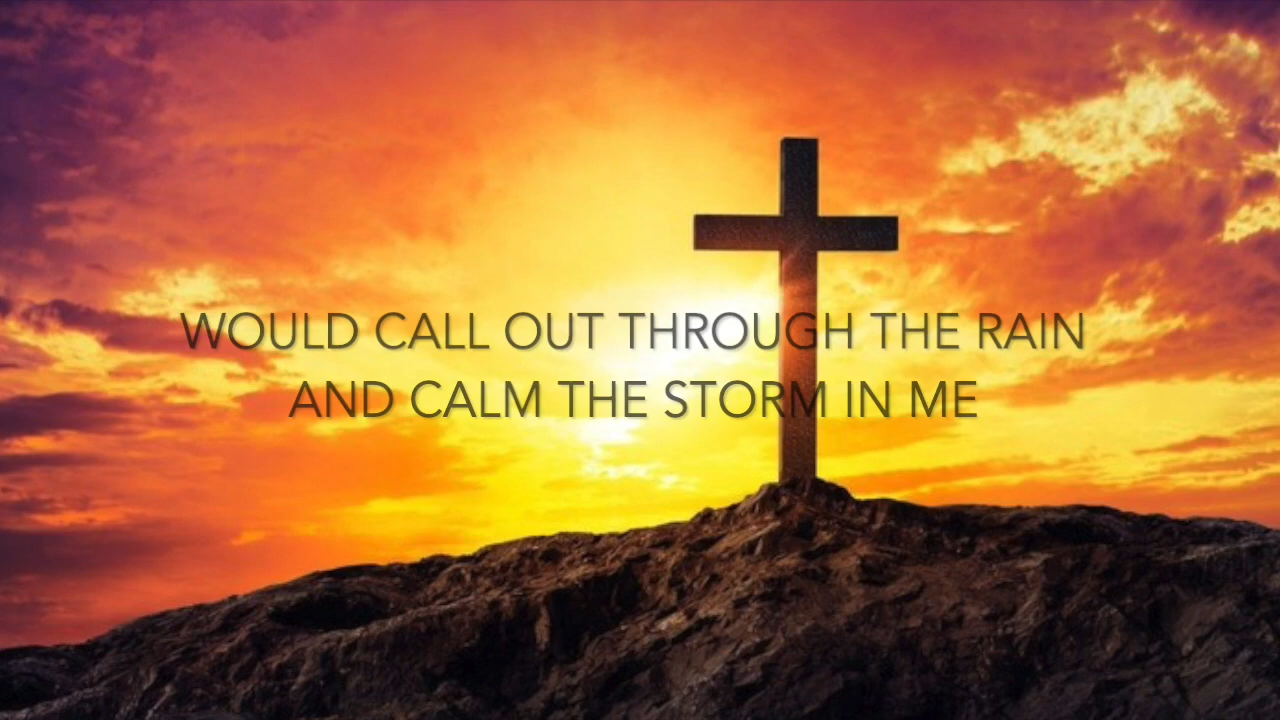 WOULD CALL OUT THROUGH THE RAIN
AND CALM THE STORM IN ME